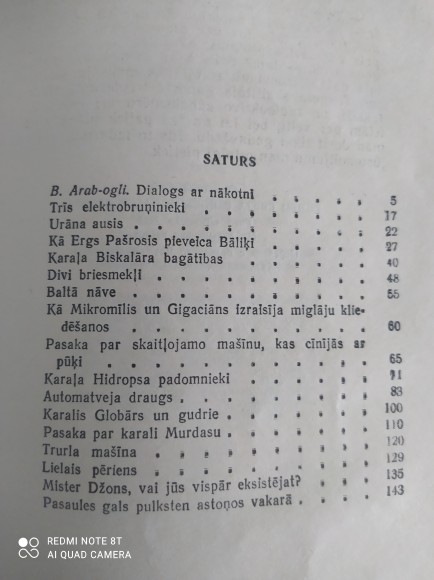 SATURS
B. Arab-ogli. Dialogs ar nākotni . . . . . 5
Trīs elektrobruņinieki . . . . . . . . 17
Urāna ausis . . . . . . . . . . 22
Kā Ergs Pašrosis pleveica Bāliķi . . . . . 27
Karaļa Biskalāra bagātības . . . . . . 40
Divi briesmekļi . . . . . . . . . 48
Baltā nāve . . . . . . . . . . 55
Kā Mikromīlis un Gigaciāns izraisīja miglāju klie-
dēšanos . . . . . . . . . . 60
Pasaka par skaitļojamo mašīnu, kas cīnījās ar
pūķi . . . . . . . . . . . 65
Karaļa Hidropsa padomnieki . . . . . . 71
Automatveja draugs . . . . . . . . 83
Karalis Globārs un gudrie . . . . . . 100
Pasaka par karali Murdasu . . . . . . 110
Trurla mašīna . . . . . . . . . 120
Lielais pēriens . . . . . . . . . 129
Mister Džons, vai jūs vispār eksistējat? . . . 135
Pasaules gals pulksten astoņos vakarā . . . . 143
REDMI NOTE 8T
AI QUAD CAMERA